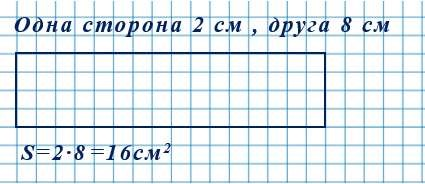 Одна сторона 2 см , друга 8 см
S=2·8=16см²